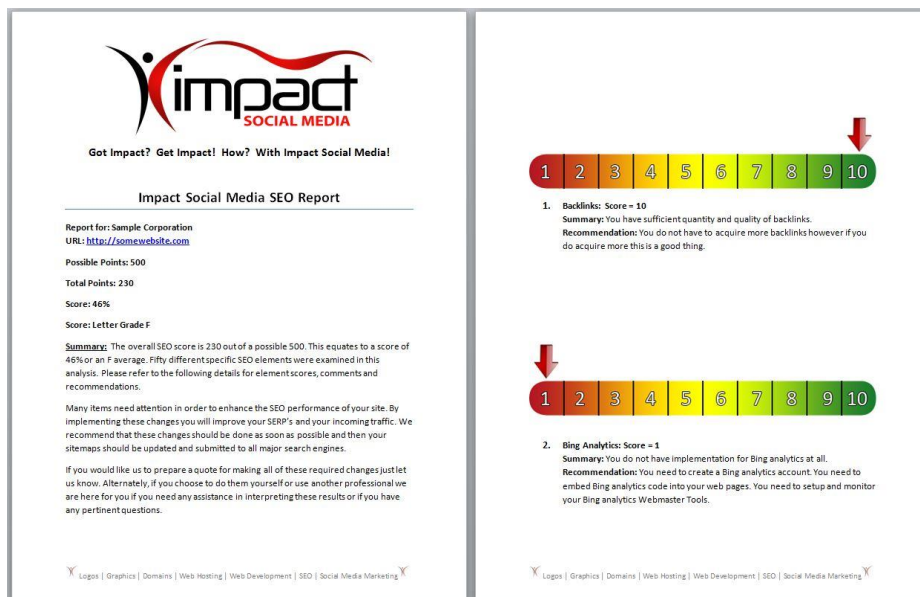 impact
SOCIAL MEDIA
Got Impact? Get Impact! How? With Impact Social Media!
Impact Social Media SEO Report
Report for: Sample Corporation
URL: http://somewebsite.com
Possible Points: 500
Total Points: 230
Score: 46%
Score: Letter Grade F
Summary: The overall SEO score is 230 out of a possible 500. This equates to a score of
46% or an F average. Fifty different specific SEO elements were examined in this
analysis. Please refer to the following details for element scores, comments and
recommendations.
Many items need attention in order to enhance the SEO performance of your site. By
implementing these changes you will improve your SERP's and your incoming traffic. We
recommend that these changes should be done as soon as possible and then your
sitemaps should be updated and submitted to all major search engines.
If you would like us to prepare a quote for making all of these required changes just let
us know. Alternately, if you choose to do them yourself or use another professional we
are here for you if you need any assistance in interpreting these results or if you have
any pertinent questions.
Logos | Graphics | Domains | Web Hosting | Web Development | SEO | Social Media Marketing
1 2 3 4 5 6 7 8 9 10
1. Backlinks: Score = 10
Summary: You have sufficient quantity and quality of backlinks.
Recommendation: You do not have to acquire more backlinks however if you
do acquire more this is a good thing.
1 2 3 4 5 6 7 8 9 10
2. Bing Analytics: Score = 1
Summary: You do not have implementation for Bing analytics at all.
Recommendation: You need to create a Bing analytics account. You need to
embed Bing analytics code into your web pages. You need to setup and monitor
your Bing analytics Webmaster Tools.
Logos | Graphics | Domains | Web Hosting | Web Development | SEO | Social Media Marketing